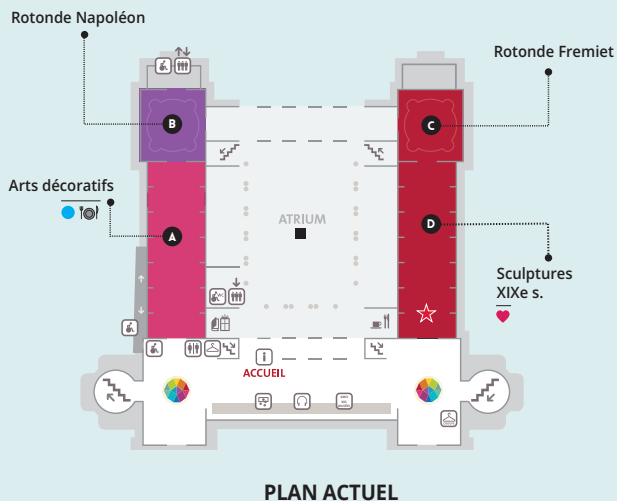 Rotonde Napoléon
Rotonde Fremiet
B
C
Arts décoratifs
A
ATRIUM
D
Sculptures
XIXe s.
i
ACCUEIL
PLAN ACTUEL